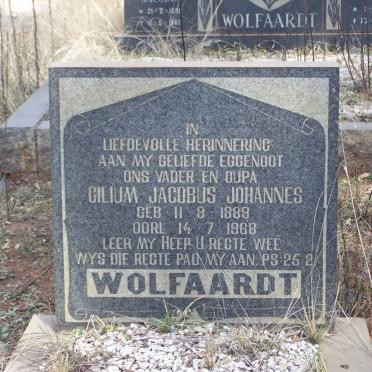 WOLFAARDT
IN
LIEFDEVOLLE HERINNERING
AAN MY GELIEFDE EGGENOOT
ONS VADER EN OUPA
GILIUM JACOBUS JOHANNES
GEB 11 8 1889
OORL 14 7 1968
LEER MY HEER U REGTE WEE
WYS DIE REGTE PAD MY AAN. PS 25 2
WOLFAARDT